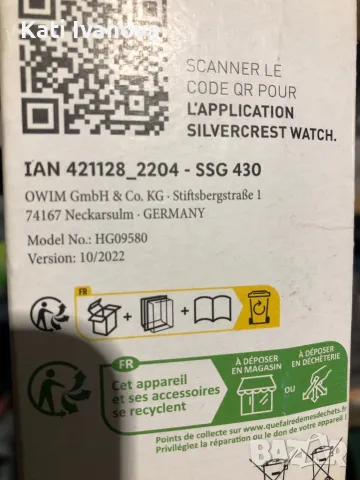 Kati Ivanova
SCANNER LE
CODE QR POUR
L'APPLICATION
SILVERCREST WATCH.
IAN 421128_2204 - SSG 430
OWIM GmbH & Co. KG · Stiftsbergstraße 1
74167 Neckarsulm · GERMANY
Model No.: HG09580
Version: 10/2022
FR
+ +
FR
Cet appareil
et ses accessoires
se recyclent
À DÉPOSER
EN MAGASIN
OU
À DÉPOSER
EN DÉCHÈTERIE
Points de collecte sur www.quefairedemesdechets.fr
Privilégiez la réparation ou le don de votre appareil !
BAZAR